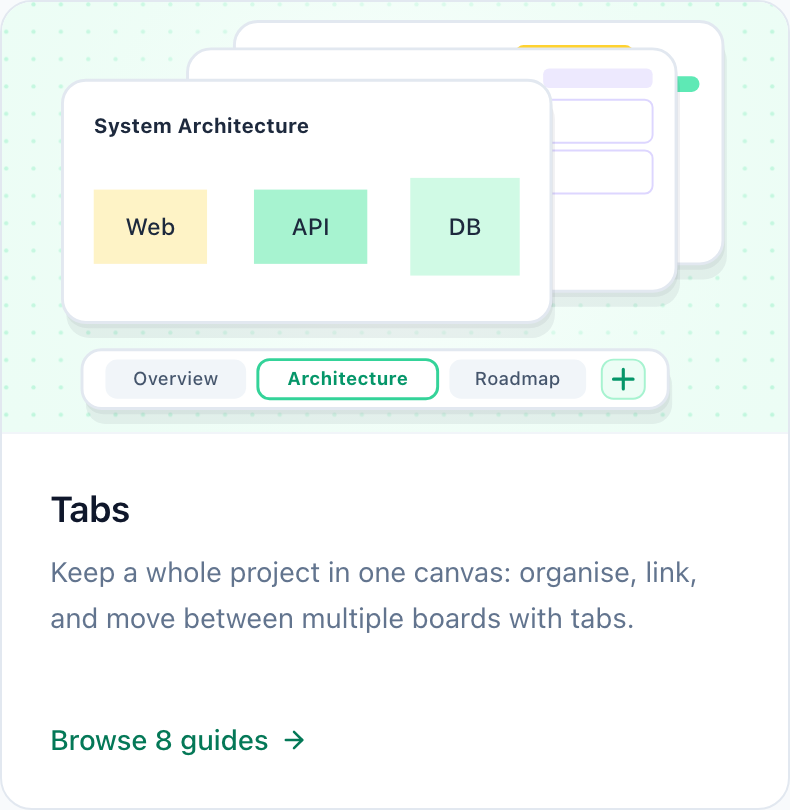 System Architecture
Web
API
DB
Overview
Architecture
Roadmap
Tabs
Keep a whole project in one canvas: organise, link,
and move between multiple boards with tabs.
Browse 8 guides →